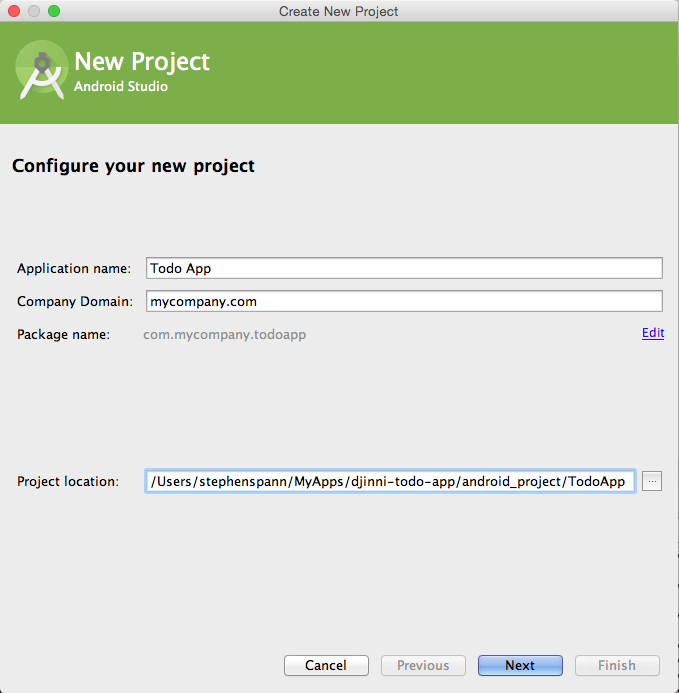 Create New Project
New Project
Android Studio
Configure your new project
Application name: Todo App
Company Domain: mycompany.com
Package name: com.mycompany.todoapp Edit
Project location: /Users/stephenspann/MyApps/djinni-todo-app/android_project/TodoApp ...
Cancel Previous Next Finish